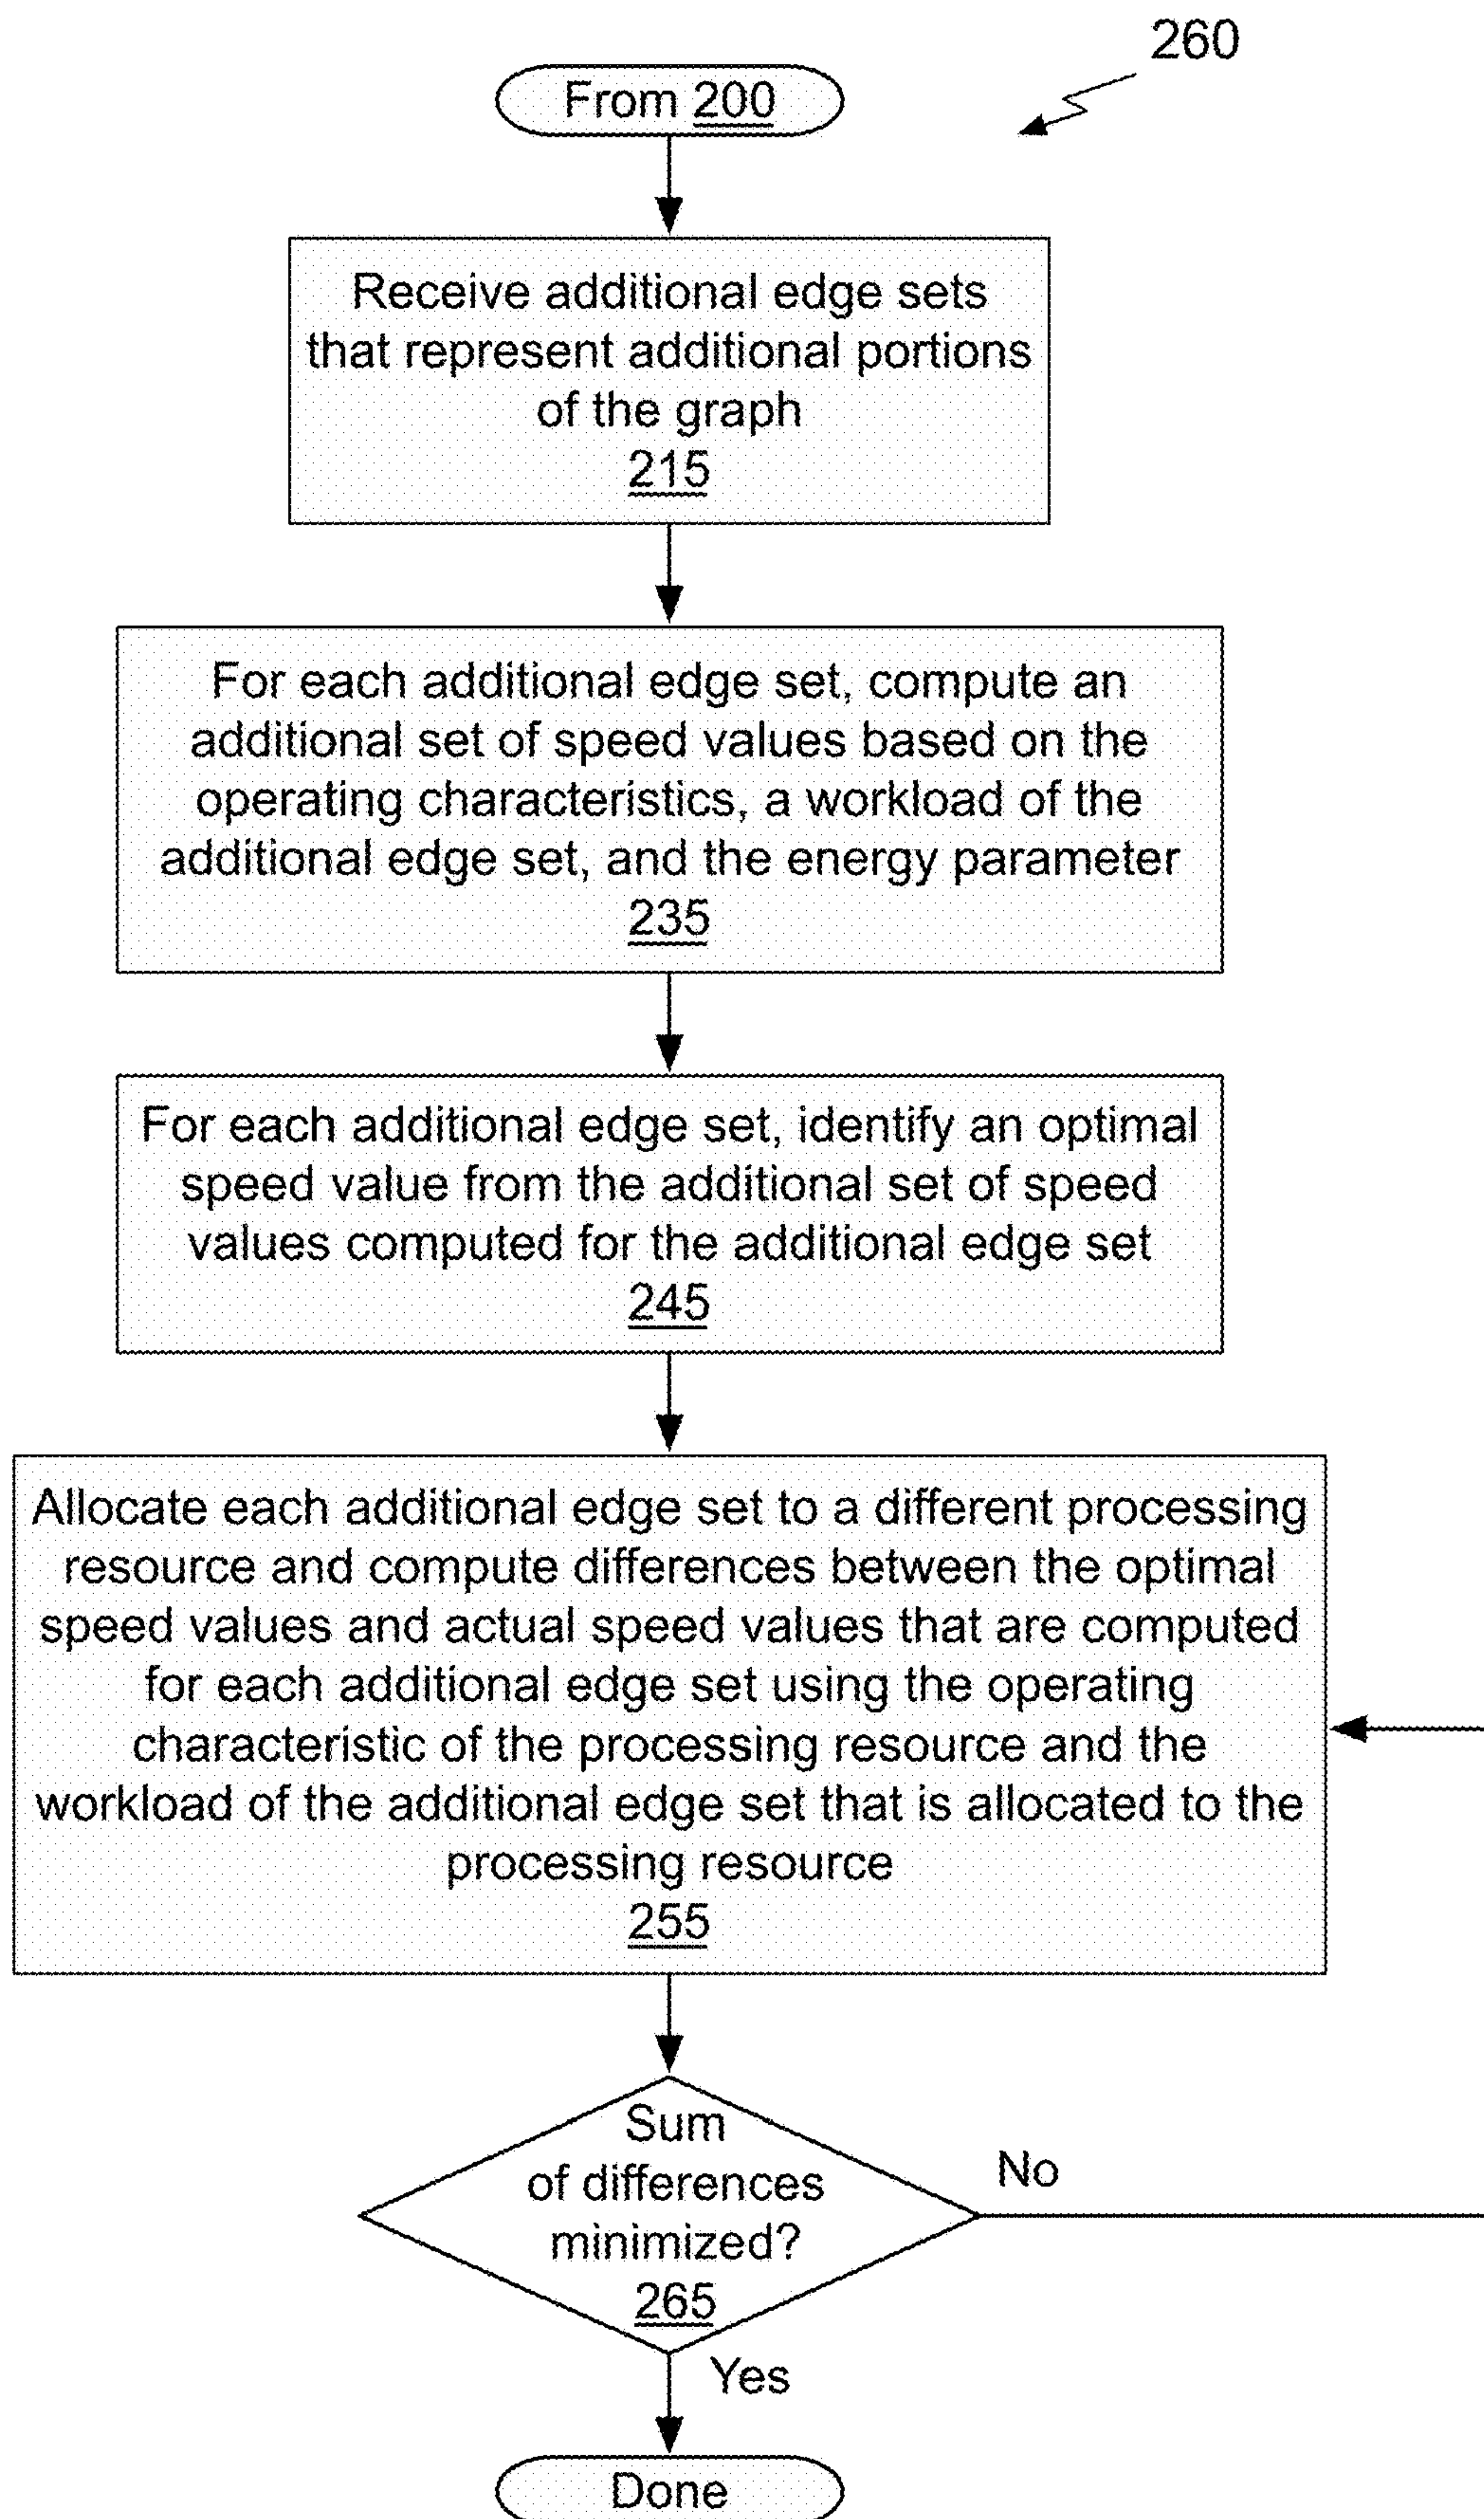 260
From 200
Receive additional edge sets
that represent additional portions
of the graph
215
For each additional edge set, compute an
additional set of speed values based on the
operating characteristics, a workload of the
additional edge set, and the energy parameter
235
For each additional edge set, identify an optimal
speed value from the additional set of speed
values computed for the additional edge set
245
Allocate each additional edge set to a different processing
resource and compute differences between the optimal
speed values and actual speed values that are computed
for each additional edge set using the operating
characteristic of the processing resource and the
workload of the additional edge set that is allocated to the
processing resource
255
Sum
of differences
minimized?
265
No
Yes
Done